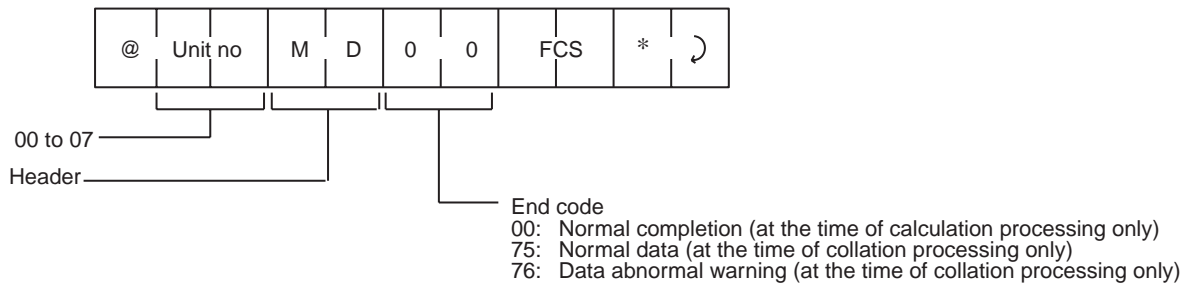 @ Unit no M D 0 0 FCS *
00 to 07
Header
End code
00: Normal completion (at the time of calculation processing only)
75: Normal data (at the time of collation processing only)
76: Data abnormal warning (at the time of collation processing only)